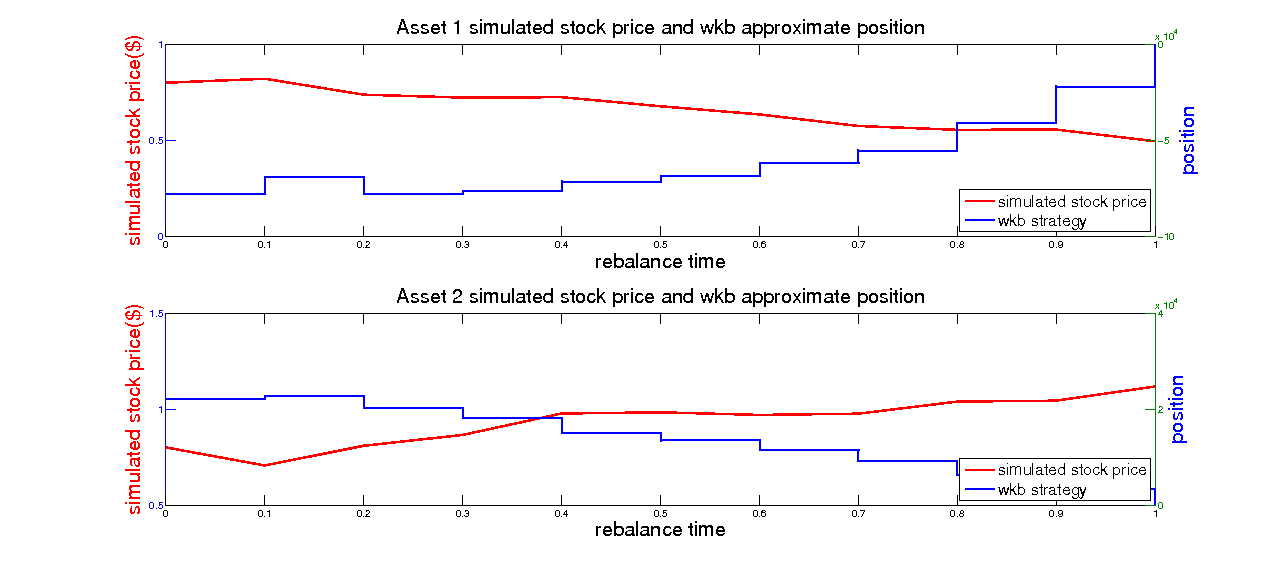 Asset 1 simulated stock price and wkb approximate position
x 10^4
simulated stock price($)
1
0.5
0
0
-5
-10
position
simulated stock price
wkb strategy
0 0.1 0.2 0.3 0.4 0.5 0.6 0.7 0.8 0.9 1
rebalance time
Asset 2 simulated stock price and wkb approximate position
x 10^4
simulated stock price($)
1.5
1
0.5
4
2
0
position
simulated stock price
wkb strategy
0 0.1 0.2 0.3 0.4 0.5 0.6 0.7 0.8 0.9 1
rebalance time